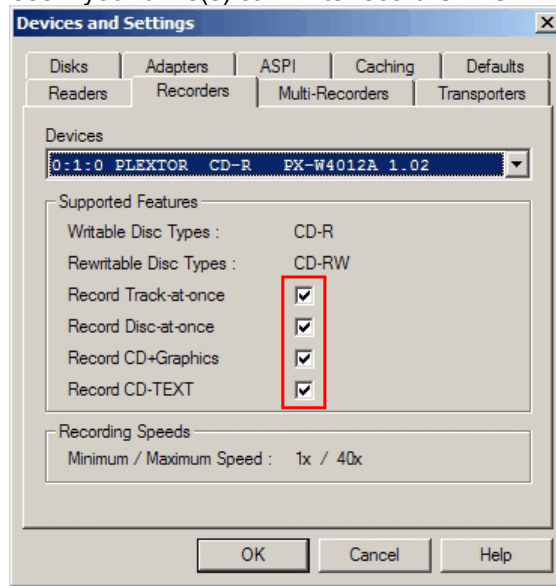 Devices and Settings
Disks Adapters ASPI Caching Defaults
Readers Recorders Multi-Recorders Transporters
Devices
0:1:0 PLEXTOR CD-R PX-W4012A 1.02
Supported Features
Writable Disc Types : CD-R
Rewritable Disc Types : CD-RW
Record Track-at-once
Record Disc-at-once
Record CD+Graphics
Record CD-TEXT
Recording Speeds
Minimum / Maximum Speed : 1x / 40x
OK Cancel Help